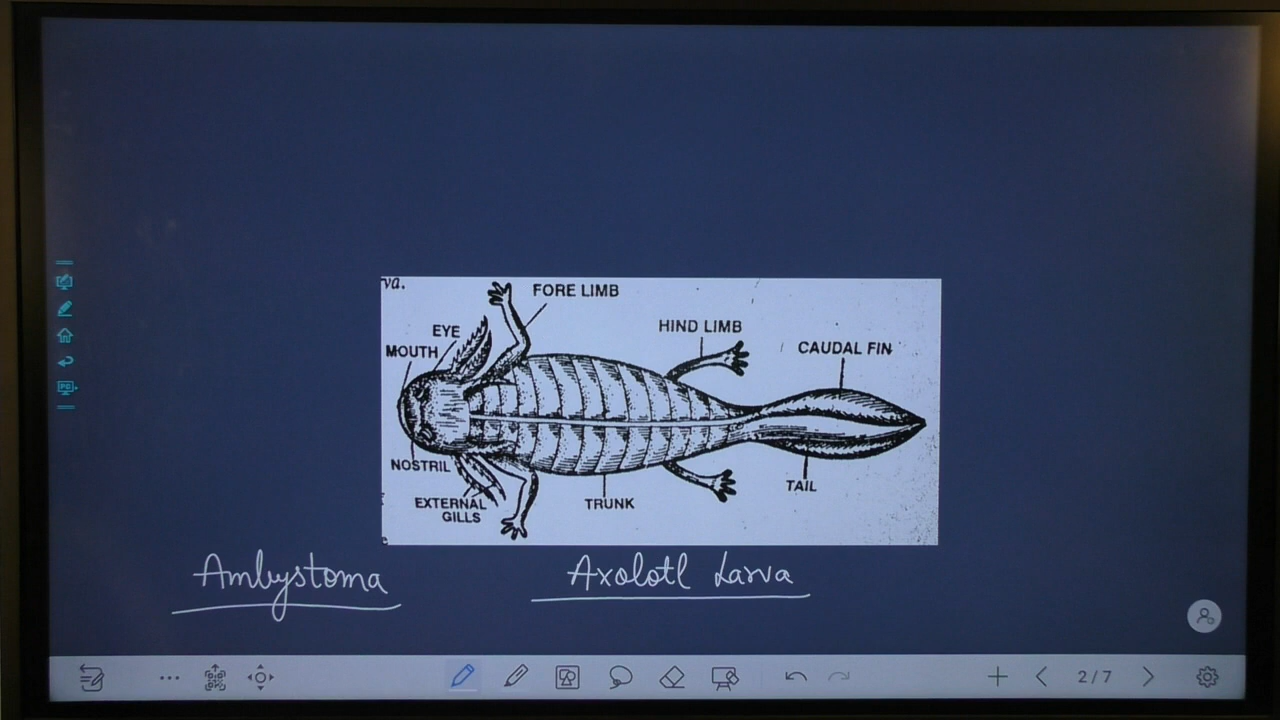 va.
FORE LIMB
EYE
HIND LIMB
MOUTH
CAUDAL FIN
NOSTRIL
EXTERNAL
GILLS
TRUNK
TAIL
Ambystoma
Axolotl Larva
PC
2/7